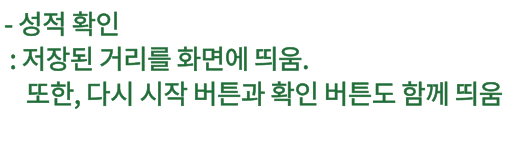 - 성적 확인
: 저장된 거리를 화면에 띄움.
또한, 다시 시작 버튼과 확인 버튼도 함께 띄움